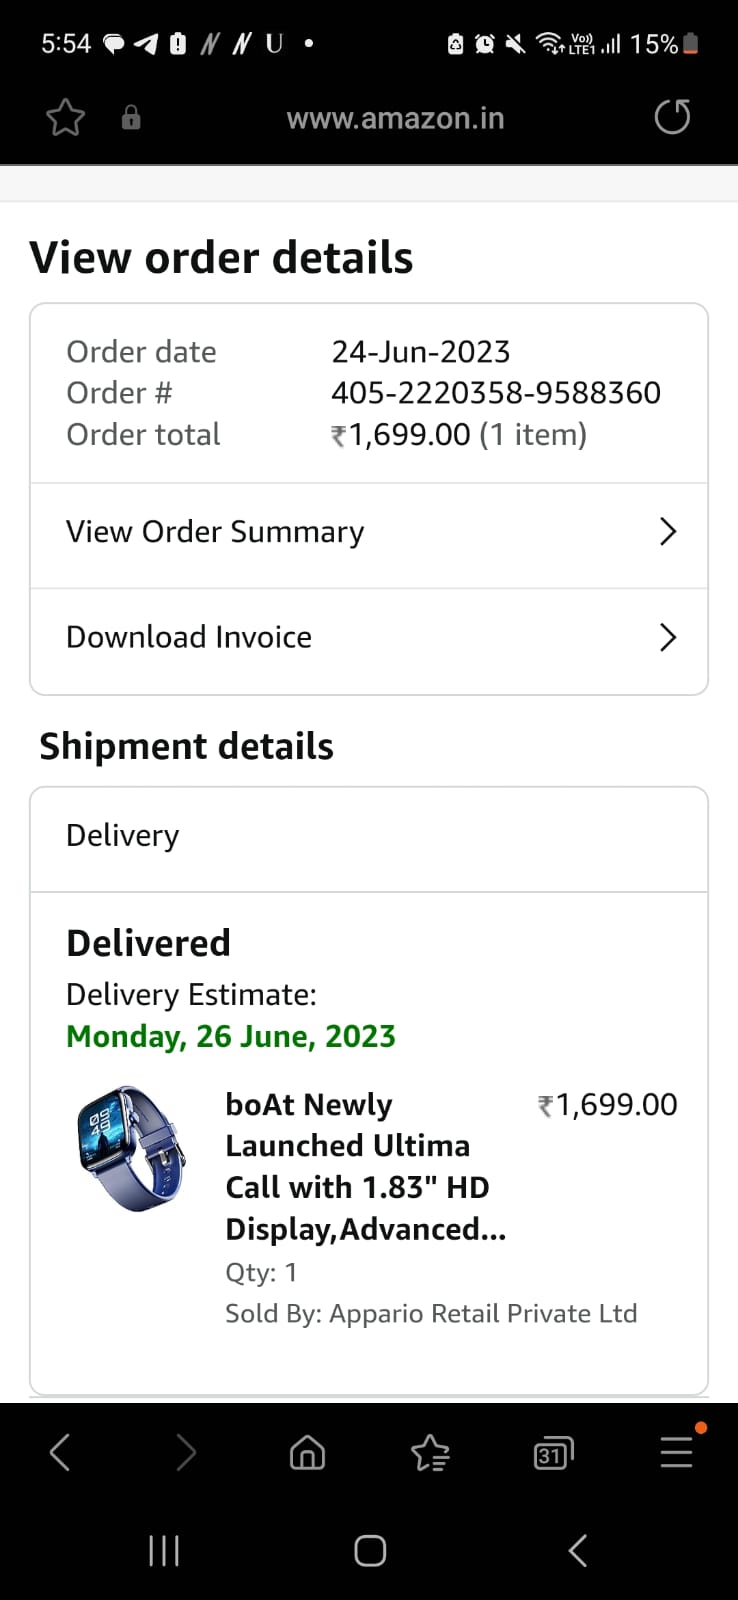 5:54
U
Vo))
LTE1
15%
www.amazon.in
View order details
Order date 24-Jun-2023
Order # 405-2220358-9588360
Order total ₹1,699.00 (1 item)
View Order Summary
Download Invoice
Shipment details
Delivery
Delivered
Delivery Estimate:
Monday, 26 June, 2023
boAt Newly ₹1,699.00
Launched Ultima
Call with 1.83" HD
Display,Advanced...
Qty: 1
Sold By: Appario Retail Private Ltd
31